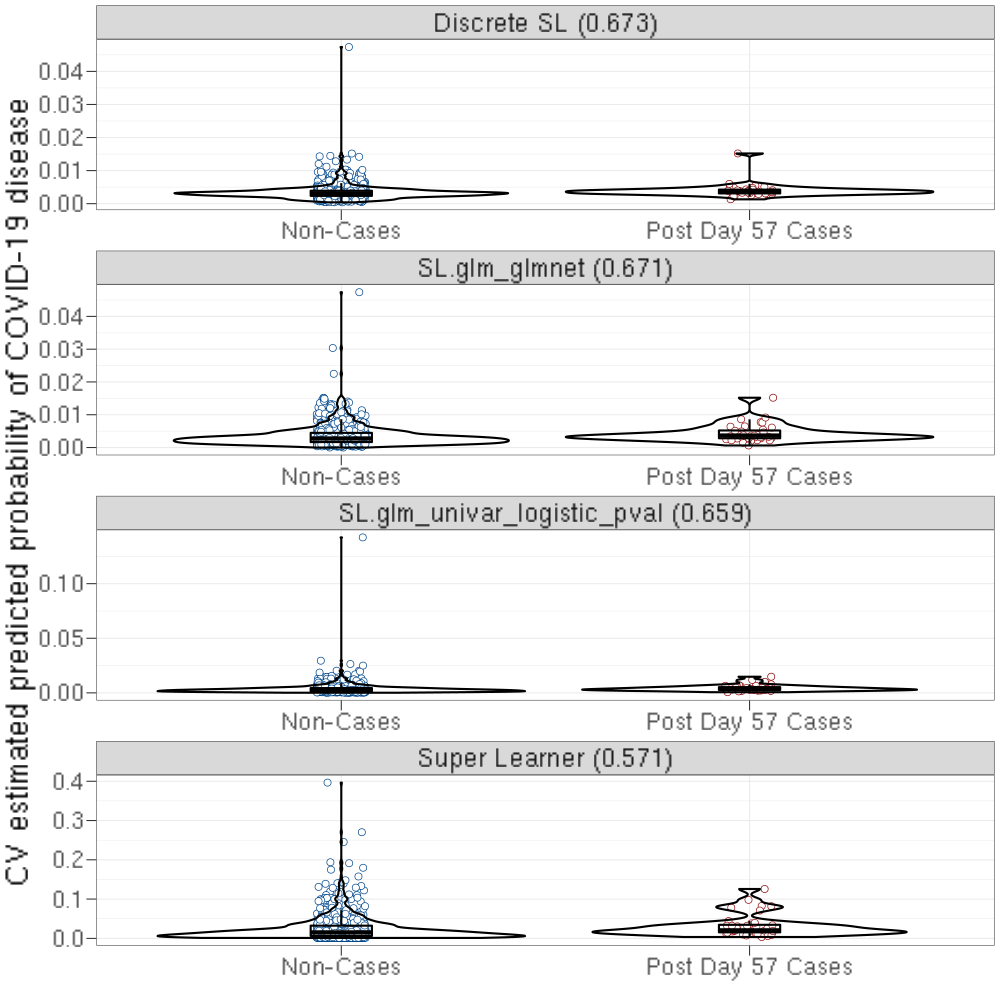 CV estimated predicted probability of COVID-19 disease
Discrete SL (0.673)
0.04
0.03
0.02
0.01
0.00
Non-Cases
Post Day 57 Cases
SL.glm_glmnet (0.671)
0.04
0.03
0.02
0.01
0.00
Non-Cases
Post Day 57 Cases
SL.glm_univar_logistic_pval (0.659)
0.10
0.05
0.00
Non-Cases
Post Day 57 Cases
Super Learner (0.571)
0.4
0.3
0.2
0.1
0.0
Non-Cases
Post Day 57 Cases